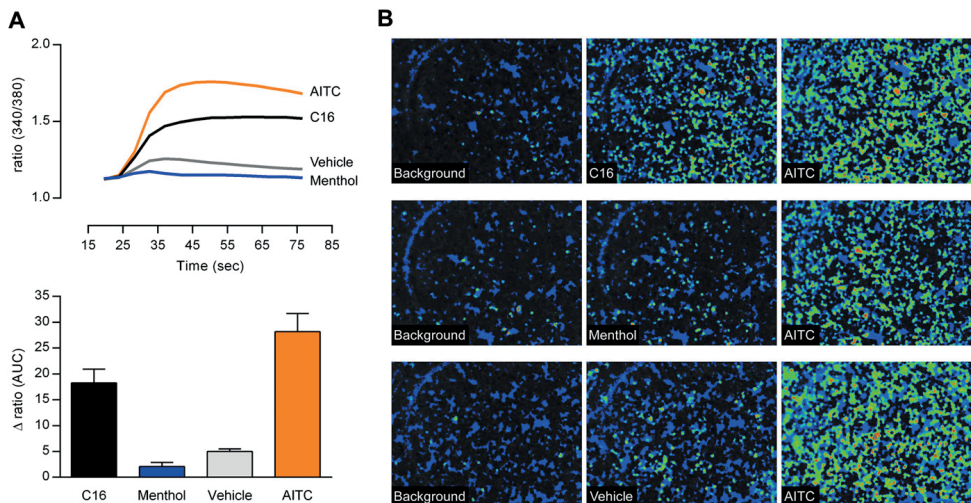 A
2.0
1.5
1.0
ratio (340/380)
AITC
C16
Vehicle
Menthol
15 25 35 45 55 65 75 85
Time (sec)
35
30
25
20
15
10
5
0
Δ ratio (AUC)
C16 Menthol Vehicle AITC
B
Background C16 AITC
Background Menthol AITC
Background Vehicle AITC